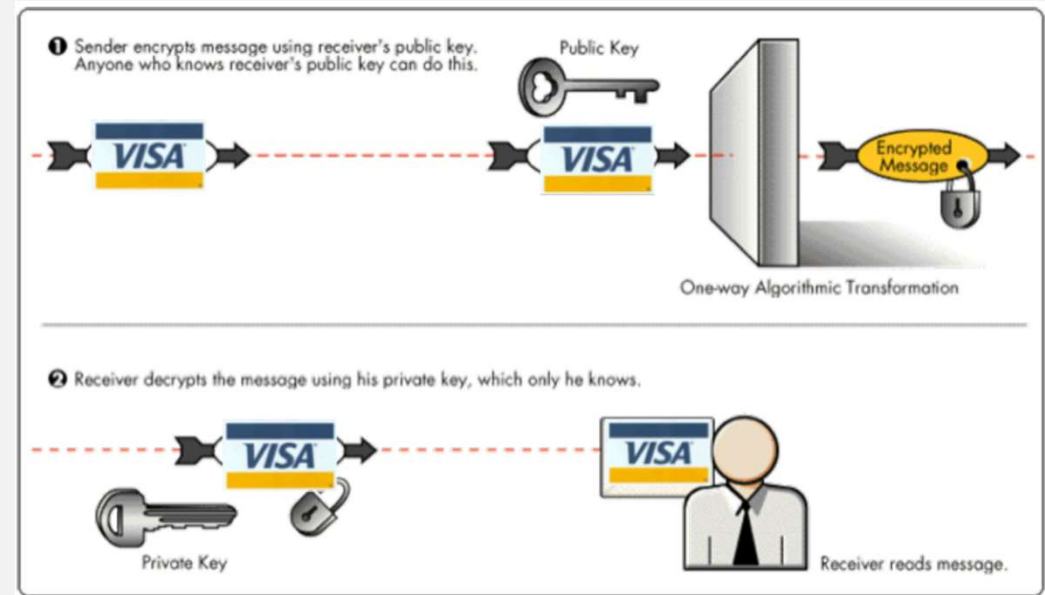 ❶ Sender encrypts message using receiver's public key.
Anyone who knows receiver's public key can do this.
Public Key
VISA
VISA
Encrypted
Message
One-way Algorithmic Transformation
❷ Receiver decrypts the message using his private key, which only he knows.
VISA
VISA
Private Key
Receiver reads message.